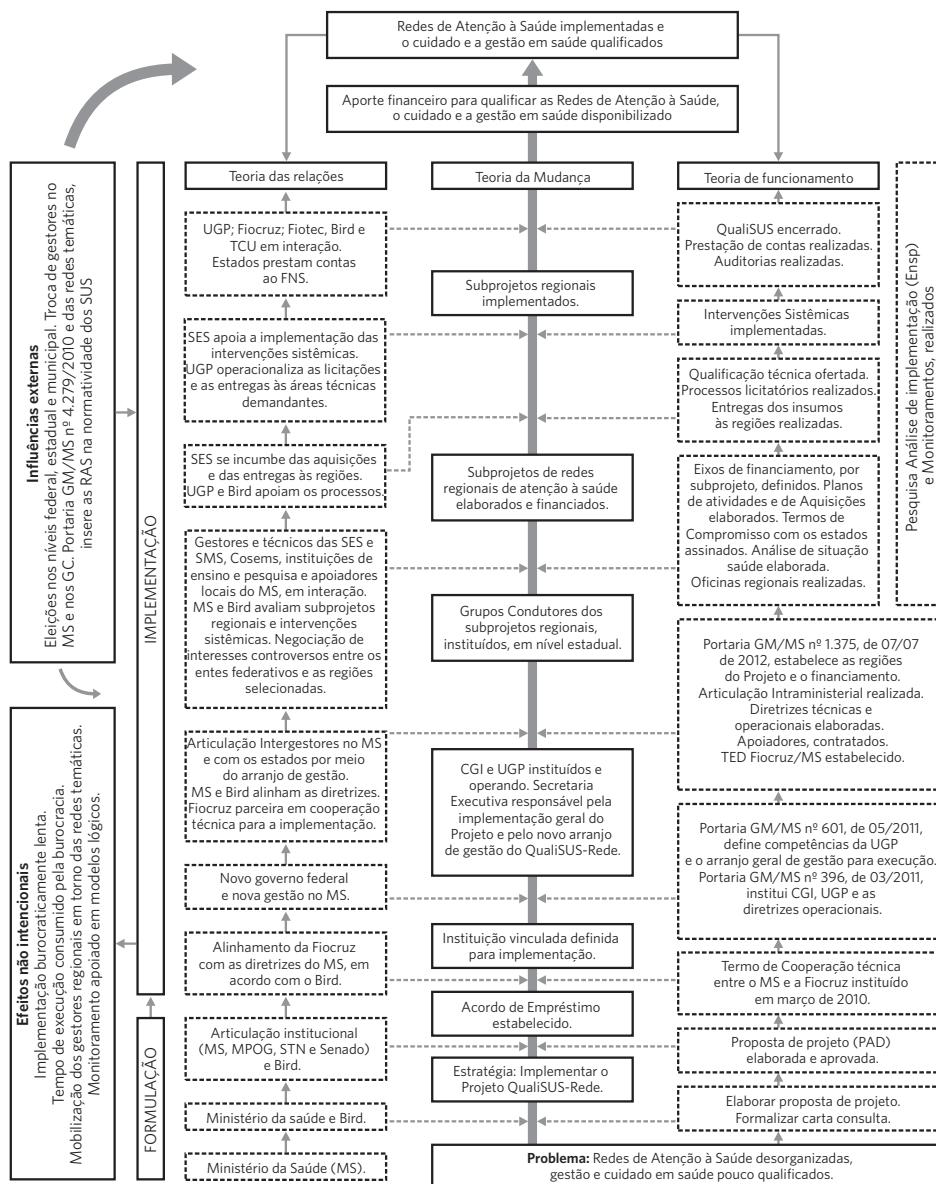 Redes de Atenção à Saúde implementadas e
o cuidado e a gestão em saúde qualificados
Aporte financeiro para qualificar as Redes de Atenção à Saúde,
o cuidado e a gestão em saúde disponibilizado
Influências externas
Eleições nos níveis federal, estadual e municipal. Troca de gestores no
MS e nos GC. Portaria GM/MS nº 4.279/2010 e das redes temáticas,
insere as RAS na normatividade dos SUS
Efeitos não intencionais
Implementação burocraticamente lenta.
Tempo de execução consumido pela burocracia.
Mobilização dos gestores regionais em torno das redes temáticas.
Monitoramento apoiado em modelos lógicos.
IMPLEMENTAÇÃO
FORMULAÇÃO
Teoria das relações
UGP; Fiocruz; Fiotec, Bird e
TCU em interação.
Estados prestam contas
ao FNS.
SES apoia a implementação das
intervenções sistêmicas.
UGP operacionaliza as licitações
e as entregas às áreas técnicas
demandantes.
SES se incumbe das aquisições
e das entregas às regiões.
UGP e Bird apoiam os processos.
Gestores e técnicos das SES e
SMS, Cosems, instituições de
ensino e pesquisa e apoiadores
locais do MS, em interação.
MS e Bird avaliam subprojetos
regionais e intervenções
sistêmicas. Negociação de
interesses controversos entre os
entes federativos e as regiões
selecionadas.
Articulação Intergestores no MS
e com os estados por meio
do arranjo de gestão.
MS e Bird alinham as diretrizes.
Fiocruz parceira em cooperação
técnica para a implementação.
Novo governo federal
e nova gestão no MS.
Alinhamento da Fiocruz
com as diretrizes do MS, em
acordo com o Bird.
Articulação institucional
(MS, MPOG, STN e Senado)
e Bird.
Ministério da saúde e Bird.
Ministério da Saúde (MS).
Teoria da Mudança
Subprojetos regionais
implementados.
Subprojetos de redes
regionais de atenção à saúde
elaborados e financiados.
Grupos Condutores dos
subprojetos regionais,
instituídos, em nível estadual.
CGI e UGP instituídos e
operando. Secretaria
Executiva responsável pela
implementação geral do
Projeto e pelo novo arranjo
de gestão do QualiSUS-Rede.
Instituição vinculada definida
para implementação.
Acordo de Empréstimo
estabelecido.
Estratégia: Implementar o
Projeto QualiSUS-Rede.
Problema: Redes de Atenção à Saúde desorganizadas,
gestão e cuidado em saúde pouco qualificados.
Teoria de funcionamento
QualiSUS encerrado.
Prestação de contas realizadas.
Auditorias realizadas.
Intervenções Sistêmicas
implementadas.
Qualificação técnica ofertada.
Processos licitatórios realizados.
Entregas dos insumos
às regiões realizadas.
Eixos de financiamento, por
subprojeto, definidos. Planos
de atividades e de Aquisições
elaborados. Termos de
Compromisso com os estados
assinados. Análise de situação
saúde elaborada.
Oficinas regionais realizadas.
Portaria GM/MS nº 1.375, de 07/07
de 2012, estabelece as regiões
do Projeto e o financiamento.
Articulação Intraministerial realizada.
Diretrizes técnicas e
operacionais elaboradas.
Apoiadores, contratados.
TED Fiocruz/MS estabelecido.
Portaria GM/MS nº 601, de 05/2011,
define competências da UGP
e o arranjo geral de gestão para execução.
Portaria GM/MS nº 396, de 03/2011,
institui CGI, UGP e as
diretrizes operacionais.
Termo de Cooperação técnica
entre o MS e a Fiocruz instituído
em março de 2010.
Proposta de projeto (PAD)
elaborada e aprovada.
Elaborar proposta de projeto.
Formalizar carta consulta.
Pesquisa Análise de implementação (Ensp)
e Monitoramentos, realizados